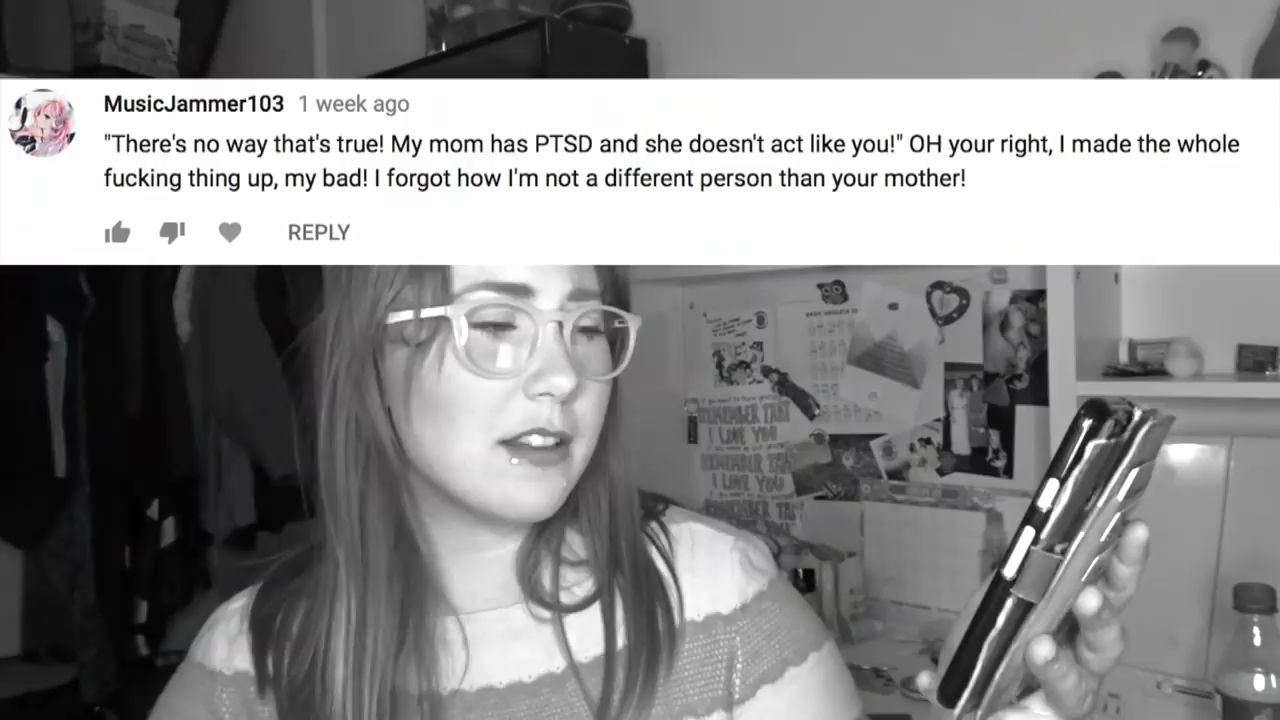 MusicJammer103 1 week ago
"There's no way that's true! My mom has PTSD and she doesn't act like you!" OH your right, I made the whole
fucking thing up, my bad! I forgot how I'm not a different person than your mother!
REPLY
REMEMBER THAT
I LOVE YOU
REMEMBER THAT
I LOVE YOU
REMEMBER THAT